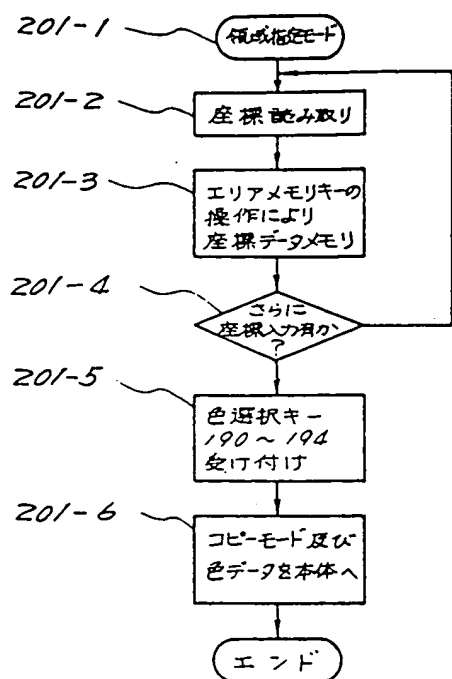 201-1
領域指定モード
201-2
座標読み取り
201-3
エリアメモリキーの
操作により
座標データメモリ
201-4
さらに
座標入力有か
?
201-5
色選択キー
190~194
受け付け
201-6
コピーモード及び
色データを本体へ
エンド